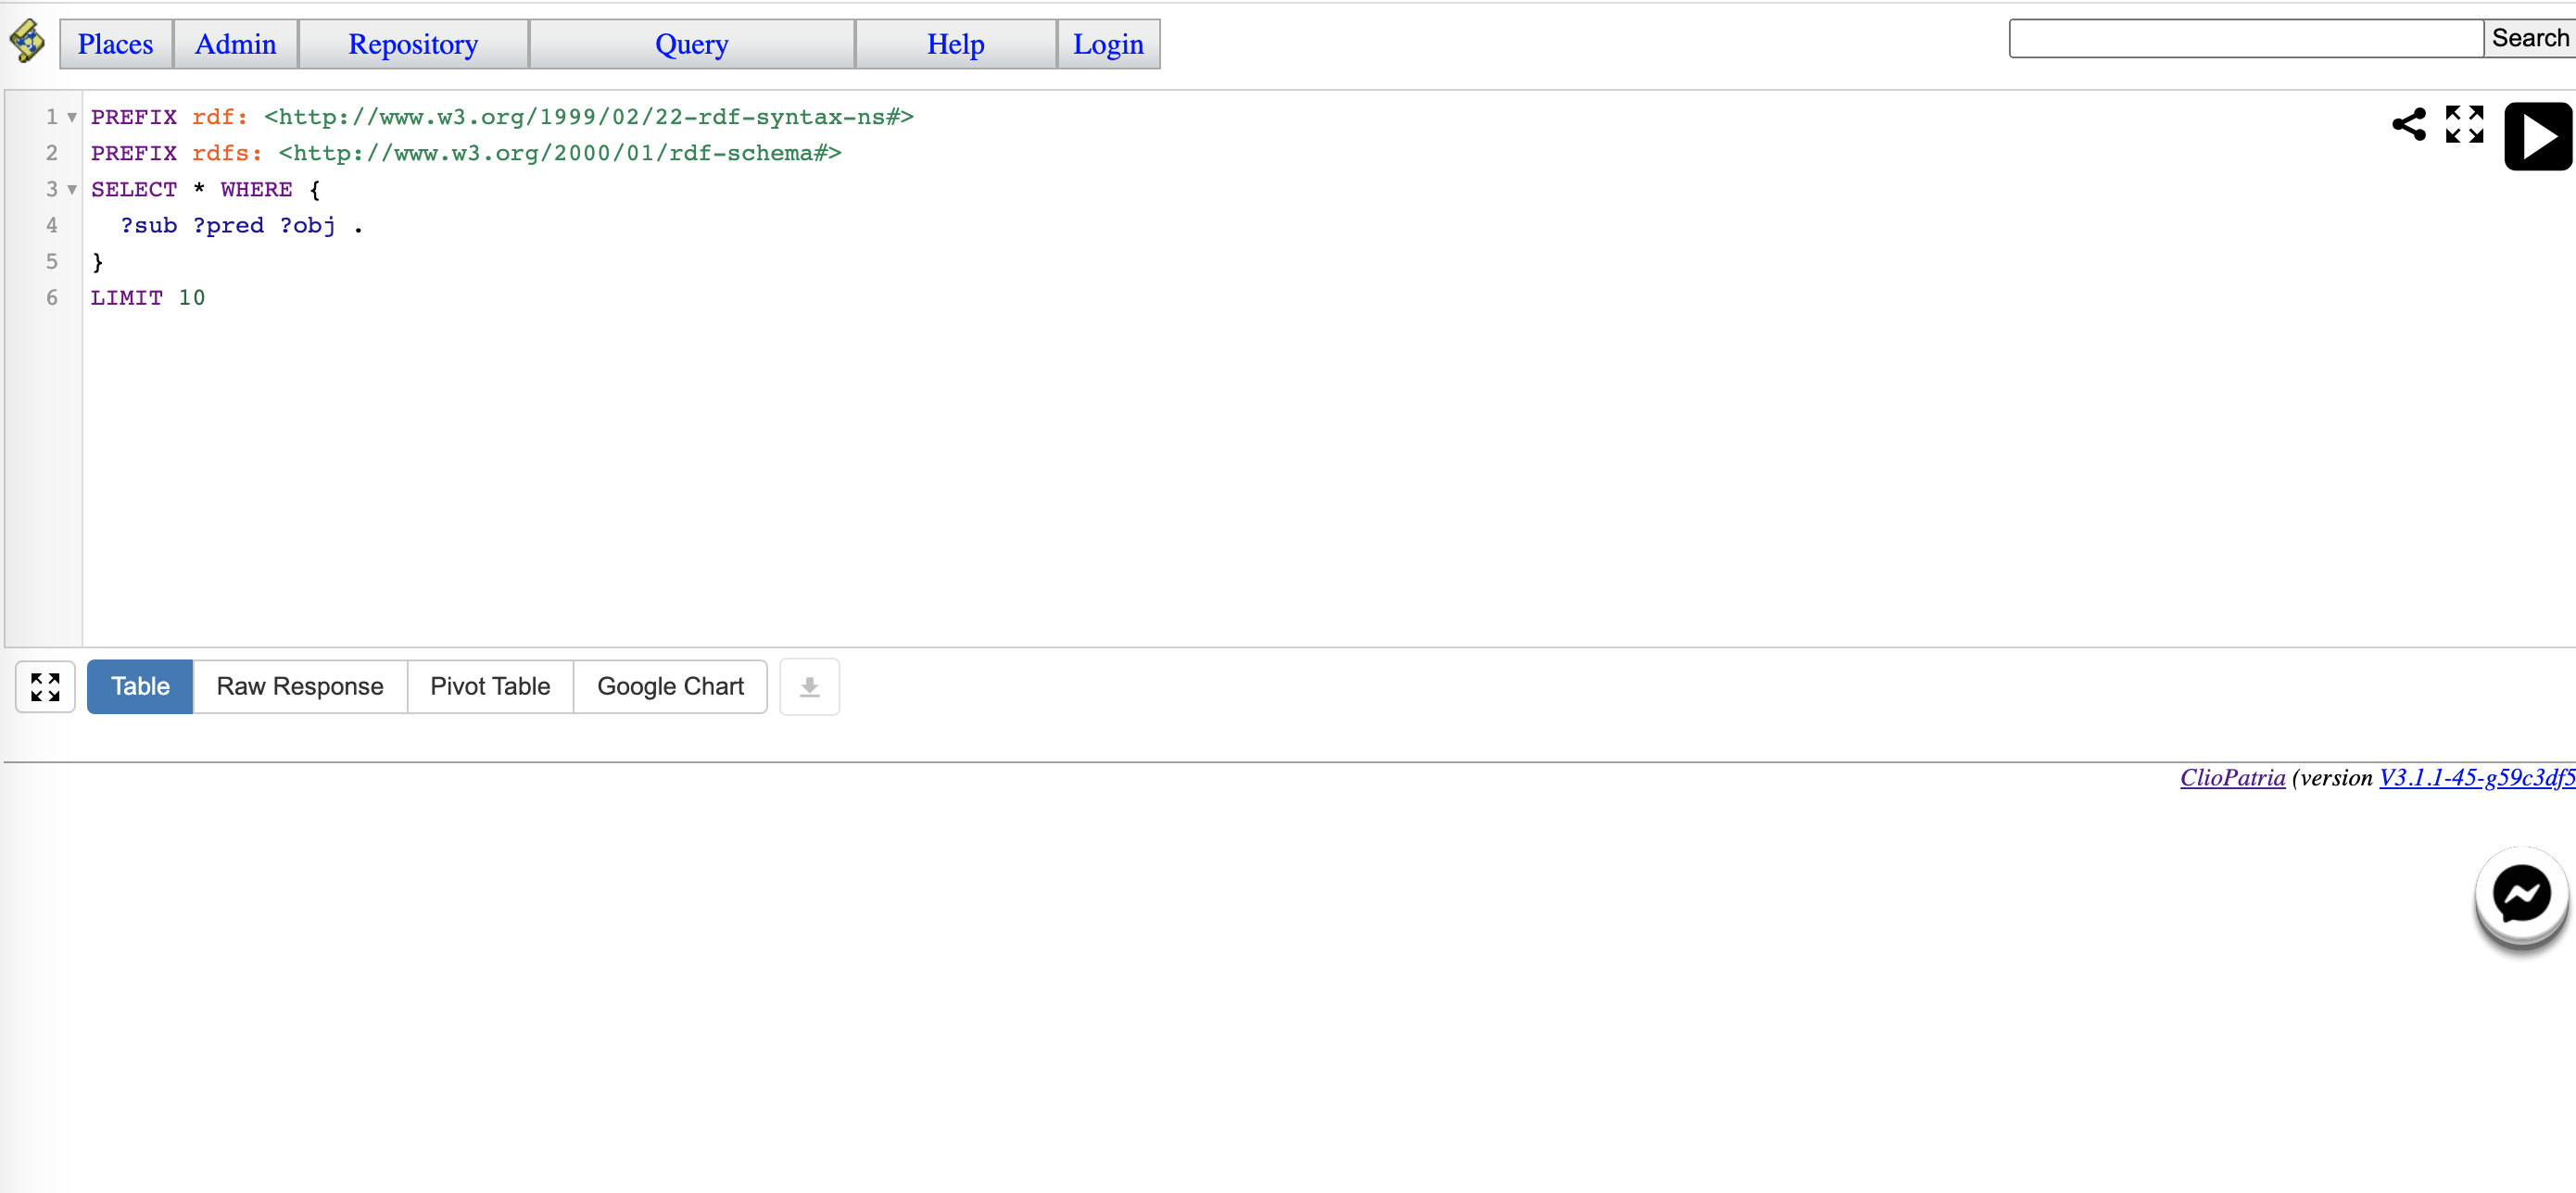 Places Admin Repository Query Help Login Search
1 PREFIX rdf: <http://www.w3.org/1999/02/22-rdf-syntax-ns#>
2 PREFIX rdfs: <http://www.w3.org/2000/01/rdf-schema#>
3 SELECT * WHERE {
4 ?sub ?pred ?obj .
5 }
6 LIMIT 10
Table Raw Response Pivot Table Google Chart
ClioPatria (version V3.1.1-45-g59c3df5